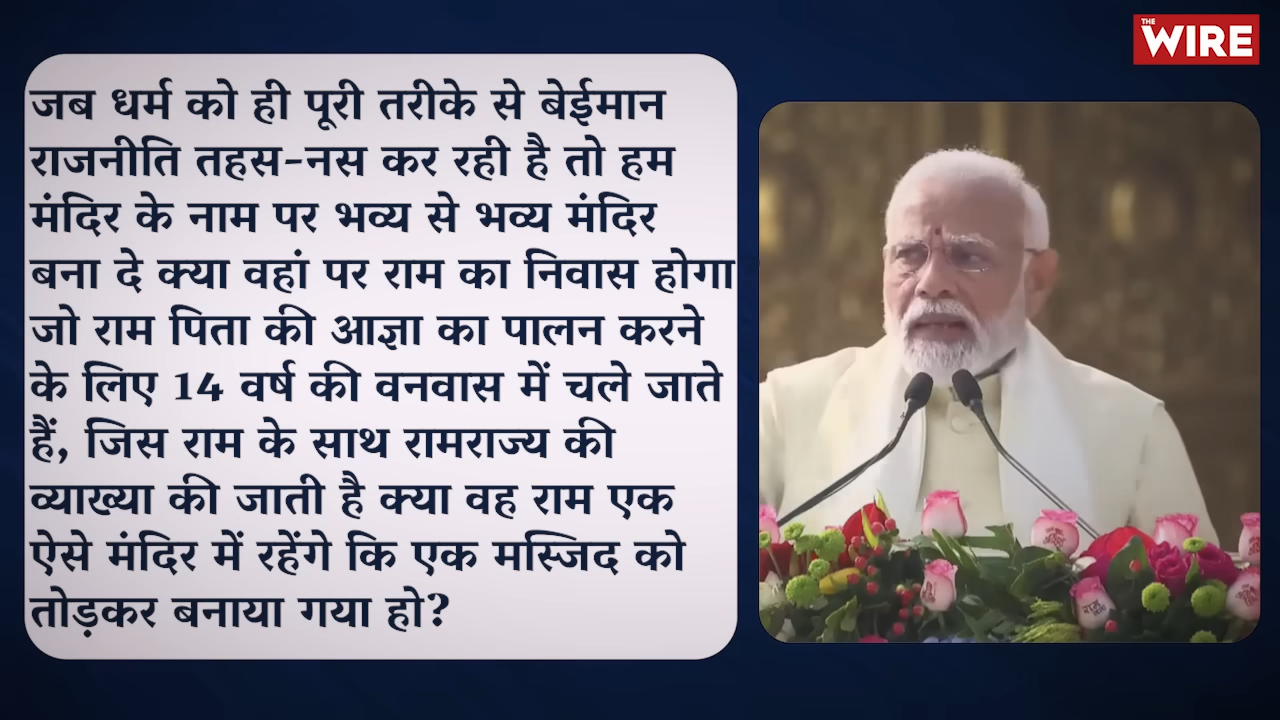 THE
WIRE
जब धर्म को ही पूरी तरीके से बेईमान
राजनीति तहस-नस कर रही है तो हम
मंदिर के नाम पर भव्य से भव्य मंदिर
बना दे क्या वहां पर राम का निवास होगा
जो राम पिता की आज्ञा का पालन करने
के लिए 14 वर्ष की वनवास में चले जाते
हैं, जिस राम के साथ रामराज्य की
व्याख्या की जाती है क्या वह राम एक
ऐसे मंदिर में रहेंगे कि एक मस्जिद को
तोड़कर बनाया गया हो?